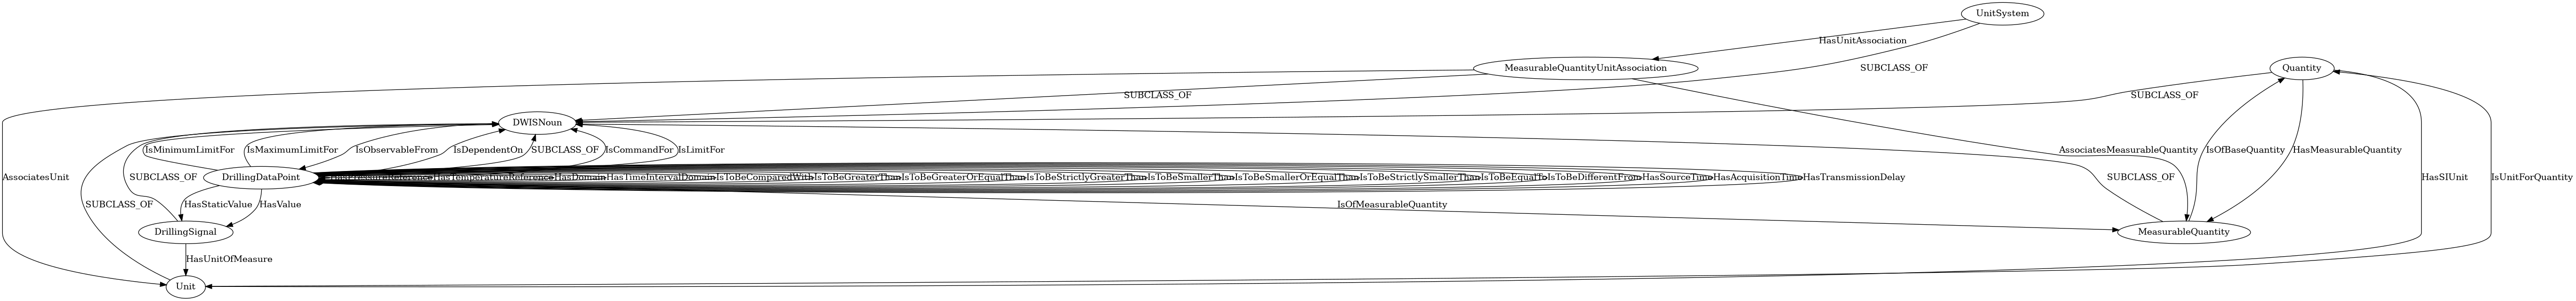 UnitSystem
HasUnitAssociation
MeasurableQuantityUnitAssociation
SUBCLASS_OF
Quantity
SUBCLASS_OF
SUBCLASS_OF
DWISNoun
IsMinimumLimitFor
IsMaximumLimitFor
IsObservableFrom
IsDependentOn
SUBCLASS_OF
IsCommandFor
IsLimitFor
AssociatesMeasurableQuantity
IsOfBaseQuantity
HasMeasurableQuantity
AssociatesUnit
SUBCLASS_OF
DrillingDataPoint
HasPressureReference
HasTemperatureReference
HasDomain
HasTimeIntervalDomain
IsToBeComparedWith
IsToBeGreaterThan
IsToBeGreaterOrEqualThan
IsToBeStrictlyGreaterThan
IsToBeSmallerThan
IsToBeSmallerOrEqualThan
IsToBeStrictlySmallerThan
IsToBeEqualTo
IsToBeDifferentFrom
HasSourceTime
HasAcquisitionTime
HasTransmissionDelay
SUBCLASS_OF
HasSIUnit
IsUnitForQuantity
SUBCLASS_OF
HasStaticValue
HasValue
IsOfMeasurableQuantity
DrillingSignal
MeasurableQuantity
HasUnitOfMeasure
Unit